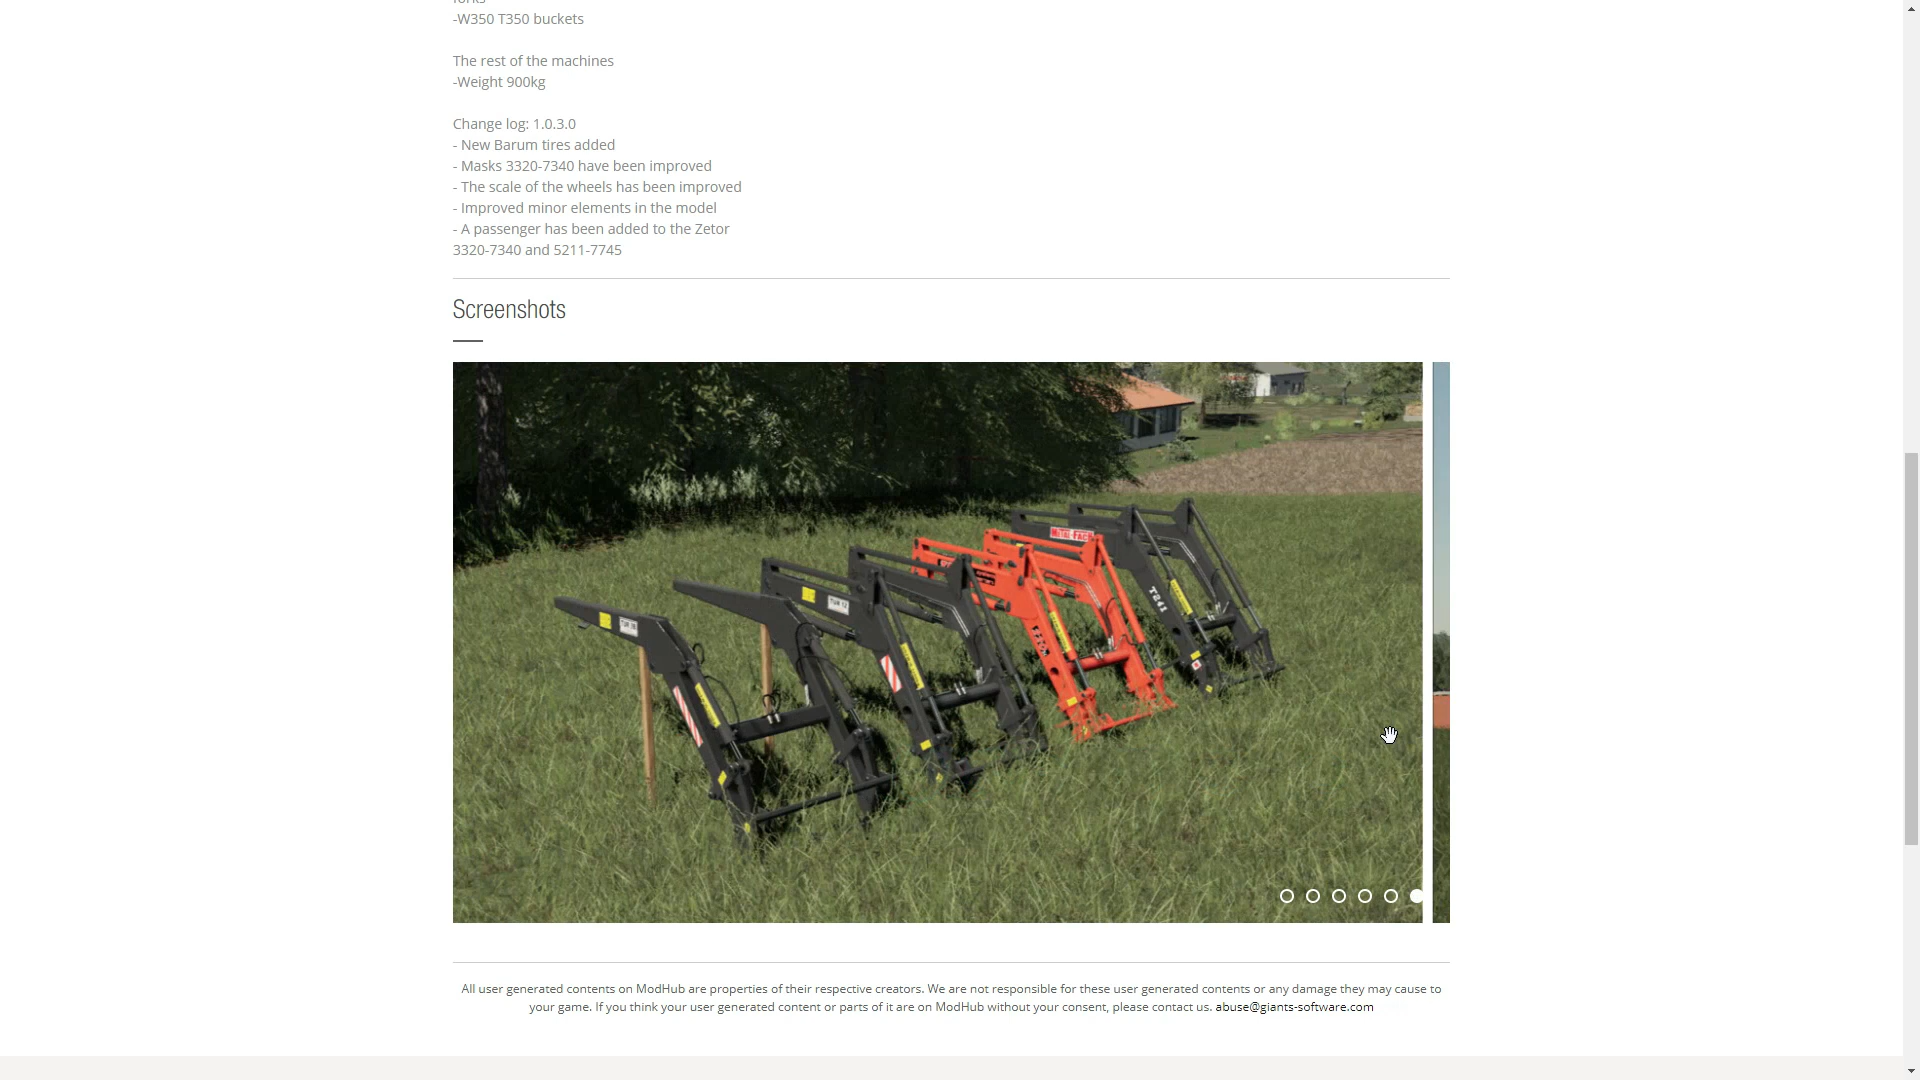 -W350 T350 buckets
The rest of the machines
-Weight 900kg
Change log: 1.0.3.0
- New Barum tires added
- Masks 3320-7340 have been improved
- The scale of the wheels has been improved
- Improved minor elements in the model
- A passenger has been added to the Zetor
3320-7340 and 5211-7745
Screenshots
METAL-FACH
T241
All user generated contents on ModHub are properties of their respective creators. We are not responsible for these user generated contents or any damage they may cause to
your game. If you think your user generated content or parts of it are on ModHub without your consent, please contact us. abuse@giants-software.com